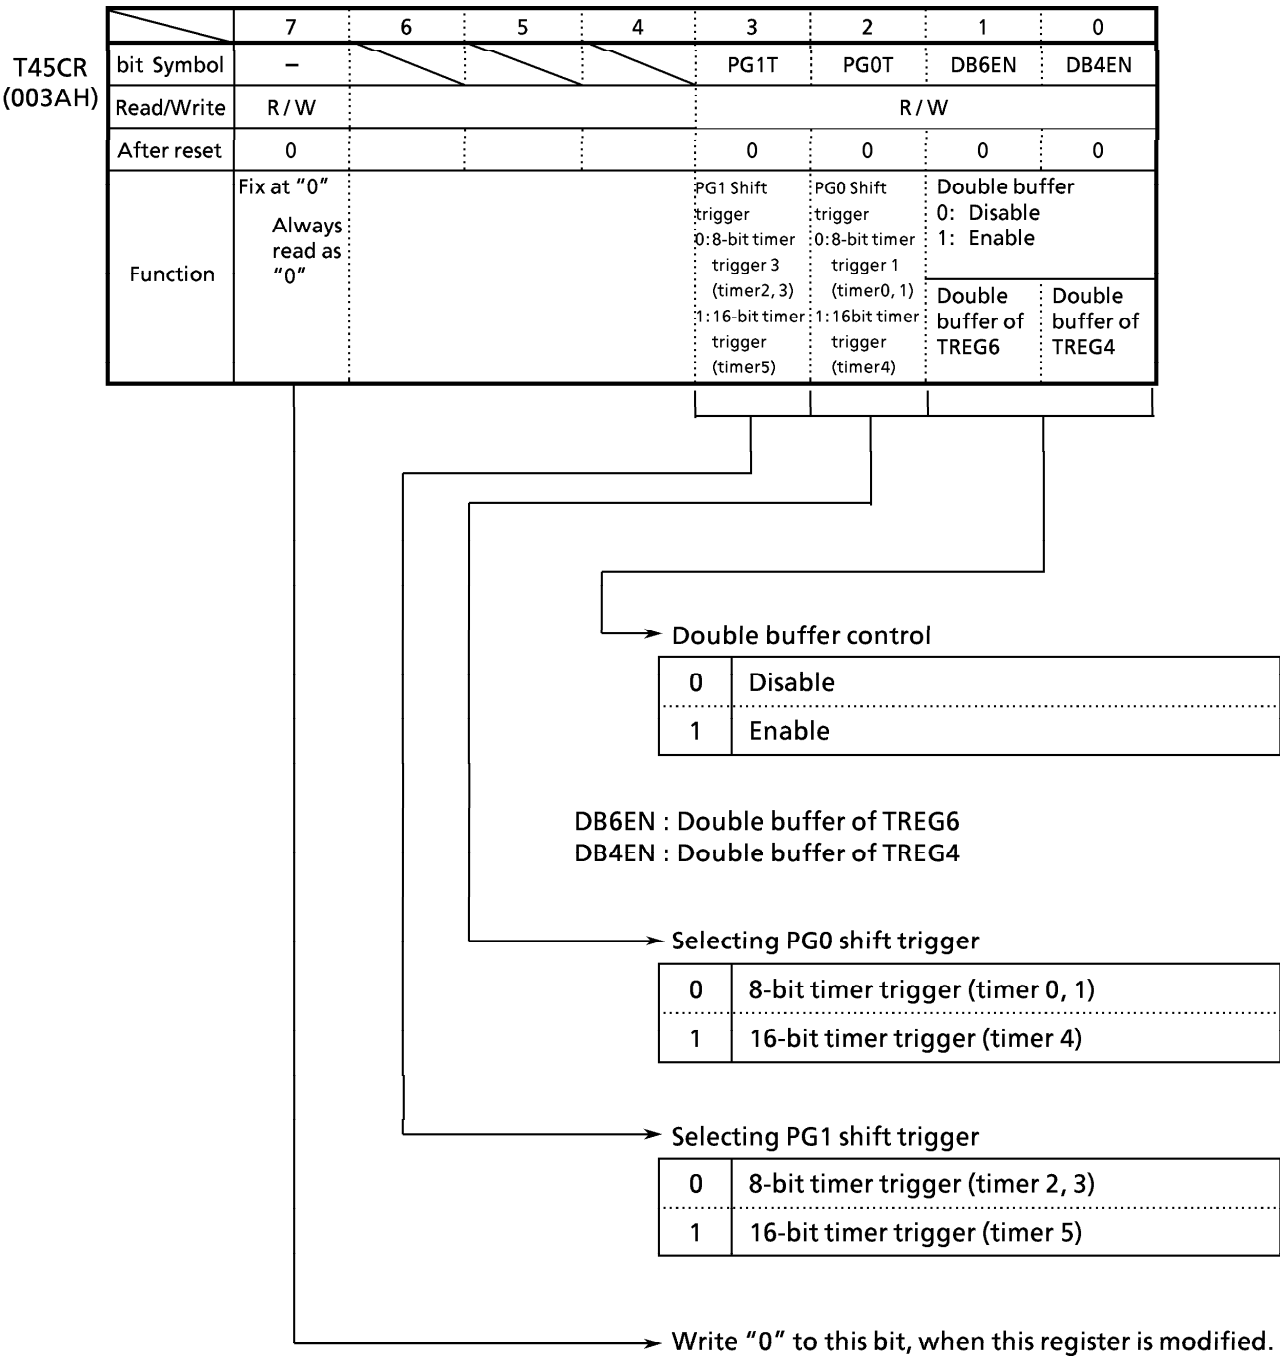 7 6 5 4 3 2 1 0
T45CR
(003AH)
bit Symbol – PG1T PG0T DB6EN DB4EN
Read/Write R / W R / W
After reset 0 0 0 0 0
Function
Fix at "0"
Always
read as
"0"
PG1 Shift
trigger
0:8-bit timer
trigger 3
(timer2, 3)
1:16-bit timer
trigger
(timer5)
PG0 Shift
trigger
0:8-bit timer
trigger 1
(timer0, 1)
1:16bit timer
trigger
(timer4)
Double buffer
0: Disable
1: Enable
Double
buffer of
TREG6
Double
buffer of
TREG4
Double buffer control
0 Disable
1 Enable
DB6EN : Double buffer of TREG6
DB4EN : Double buffer of TREG4
Selecting PG0 shift trigger
0 8-bit timer trigger (timer 0, 1)
1 16-bit timer trigger (timer 4)
Selecting PG1 shift trigger
0 8-bit timer trigger (timer 2, 3)
1 16-bit timer trigger (timer 5)
Write "0" to this bit, when this register is modified.